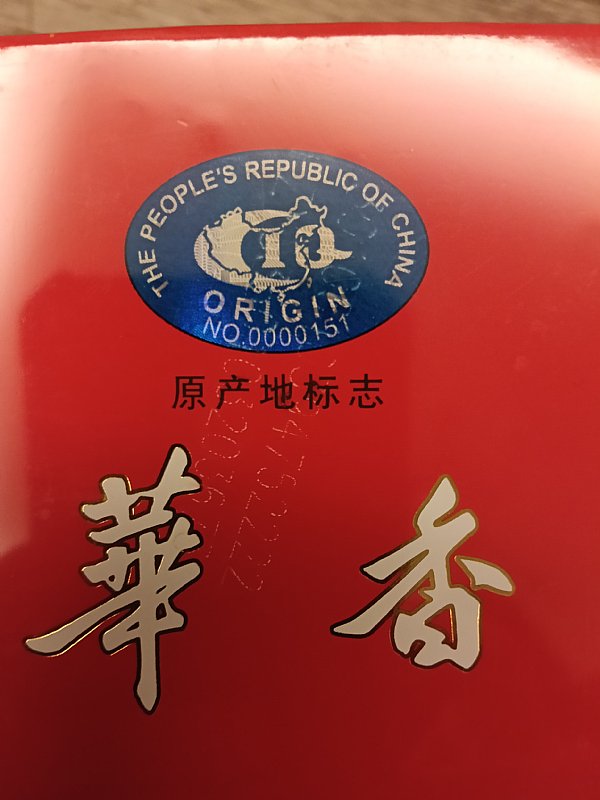 THE PEOPLE'S REPUBLIC OF CHINA
CIQ
ORIGIN
NO.0000151
原产地标志
華 香